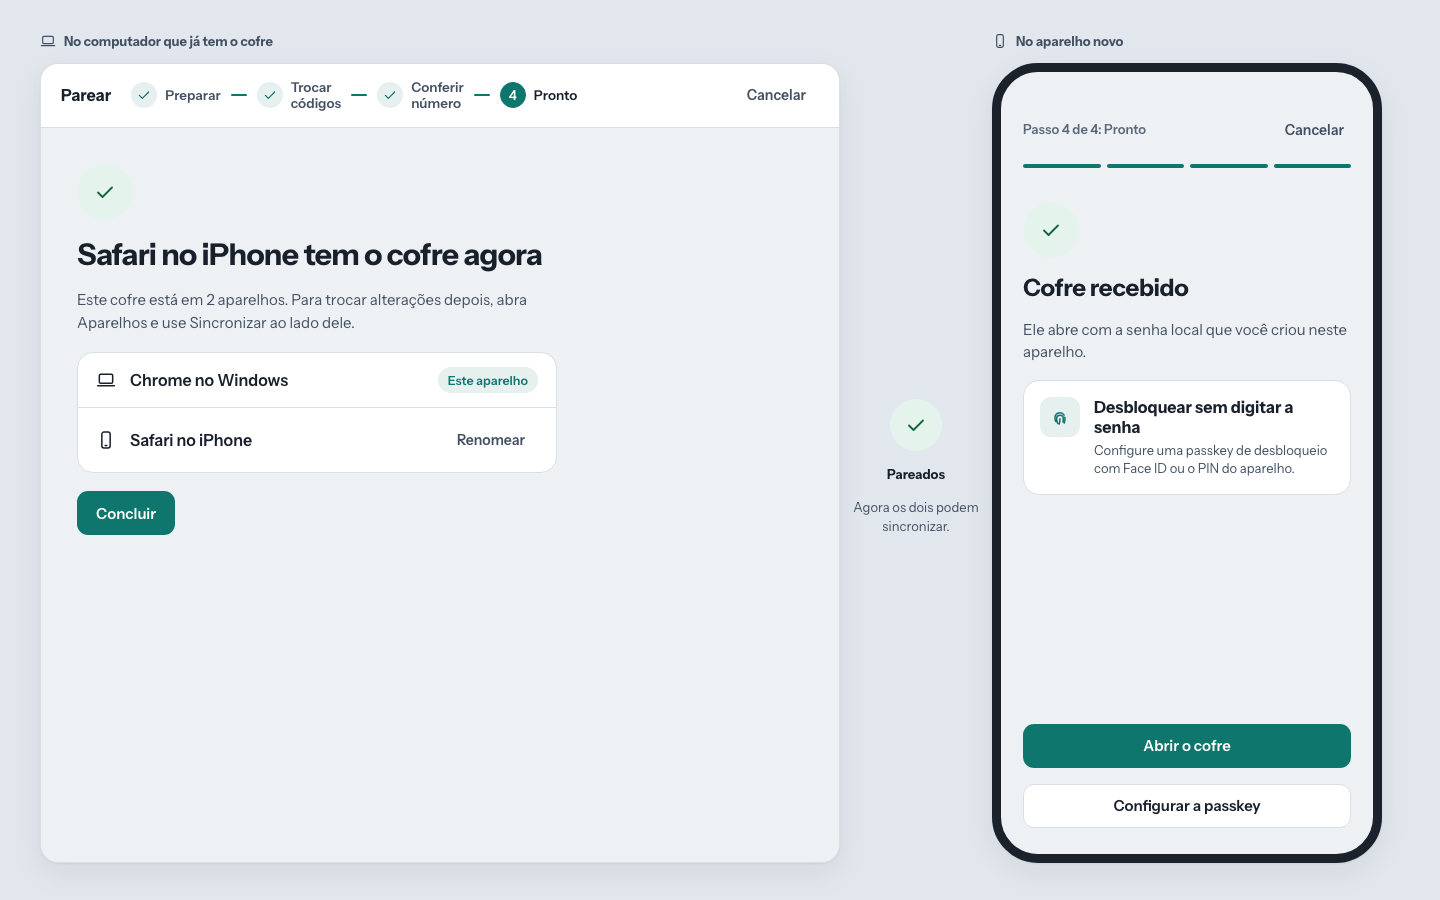 No computador que já tem o cofre
Parear
Preparar
Trocar
códigos
Conferir
número
4
Pronto
Cancelar
Safari no iPhone tem o cofre agora
Este cofre está em 2 aparelhos. Para trocar alterações depois, abra
Aparelhos e use Sincronizar ao lado dele.
Chrome no Windows
Este aparelho
Safari no iPhone
Renomear
Concluir
Pareados
Agora os dois podem
sincronizar.
No aparelho novo
Passo 4 de 4: Pronto
Cancelar
Cofre recebido
Ele abre com a senha local que você criou neste
aparelho.
Desbloquear sem digitar a
senha
Configure uma passkey de desbloqueio
com Face ID ou o PIN do aparelho.
Abrir o cofre
Configurar a passkey